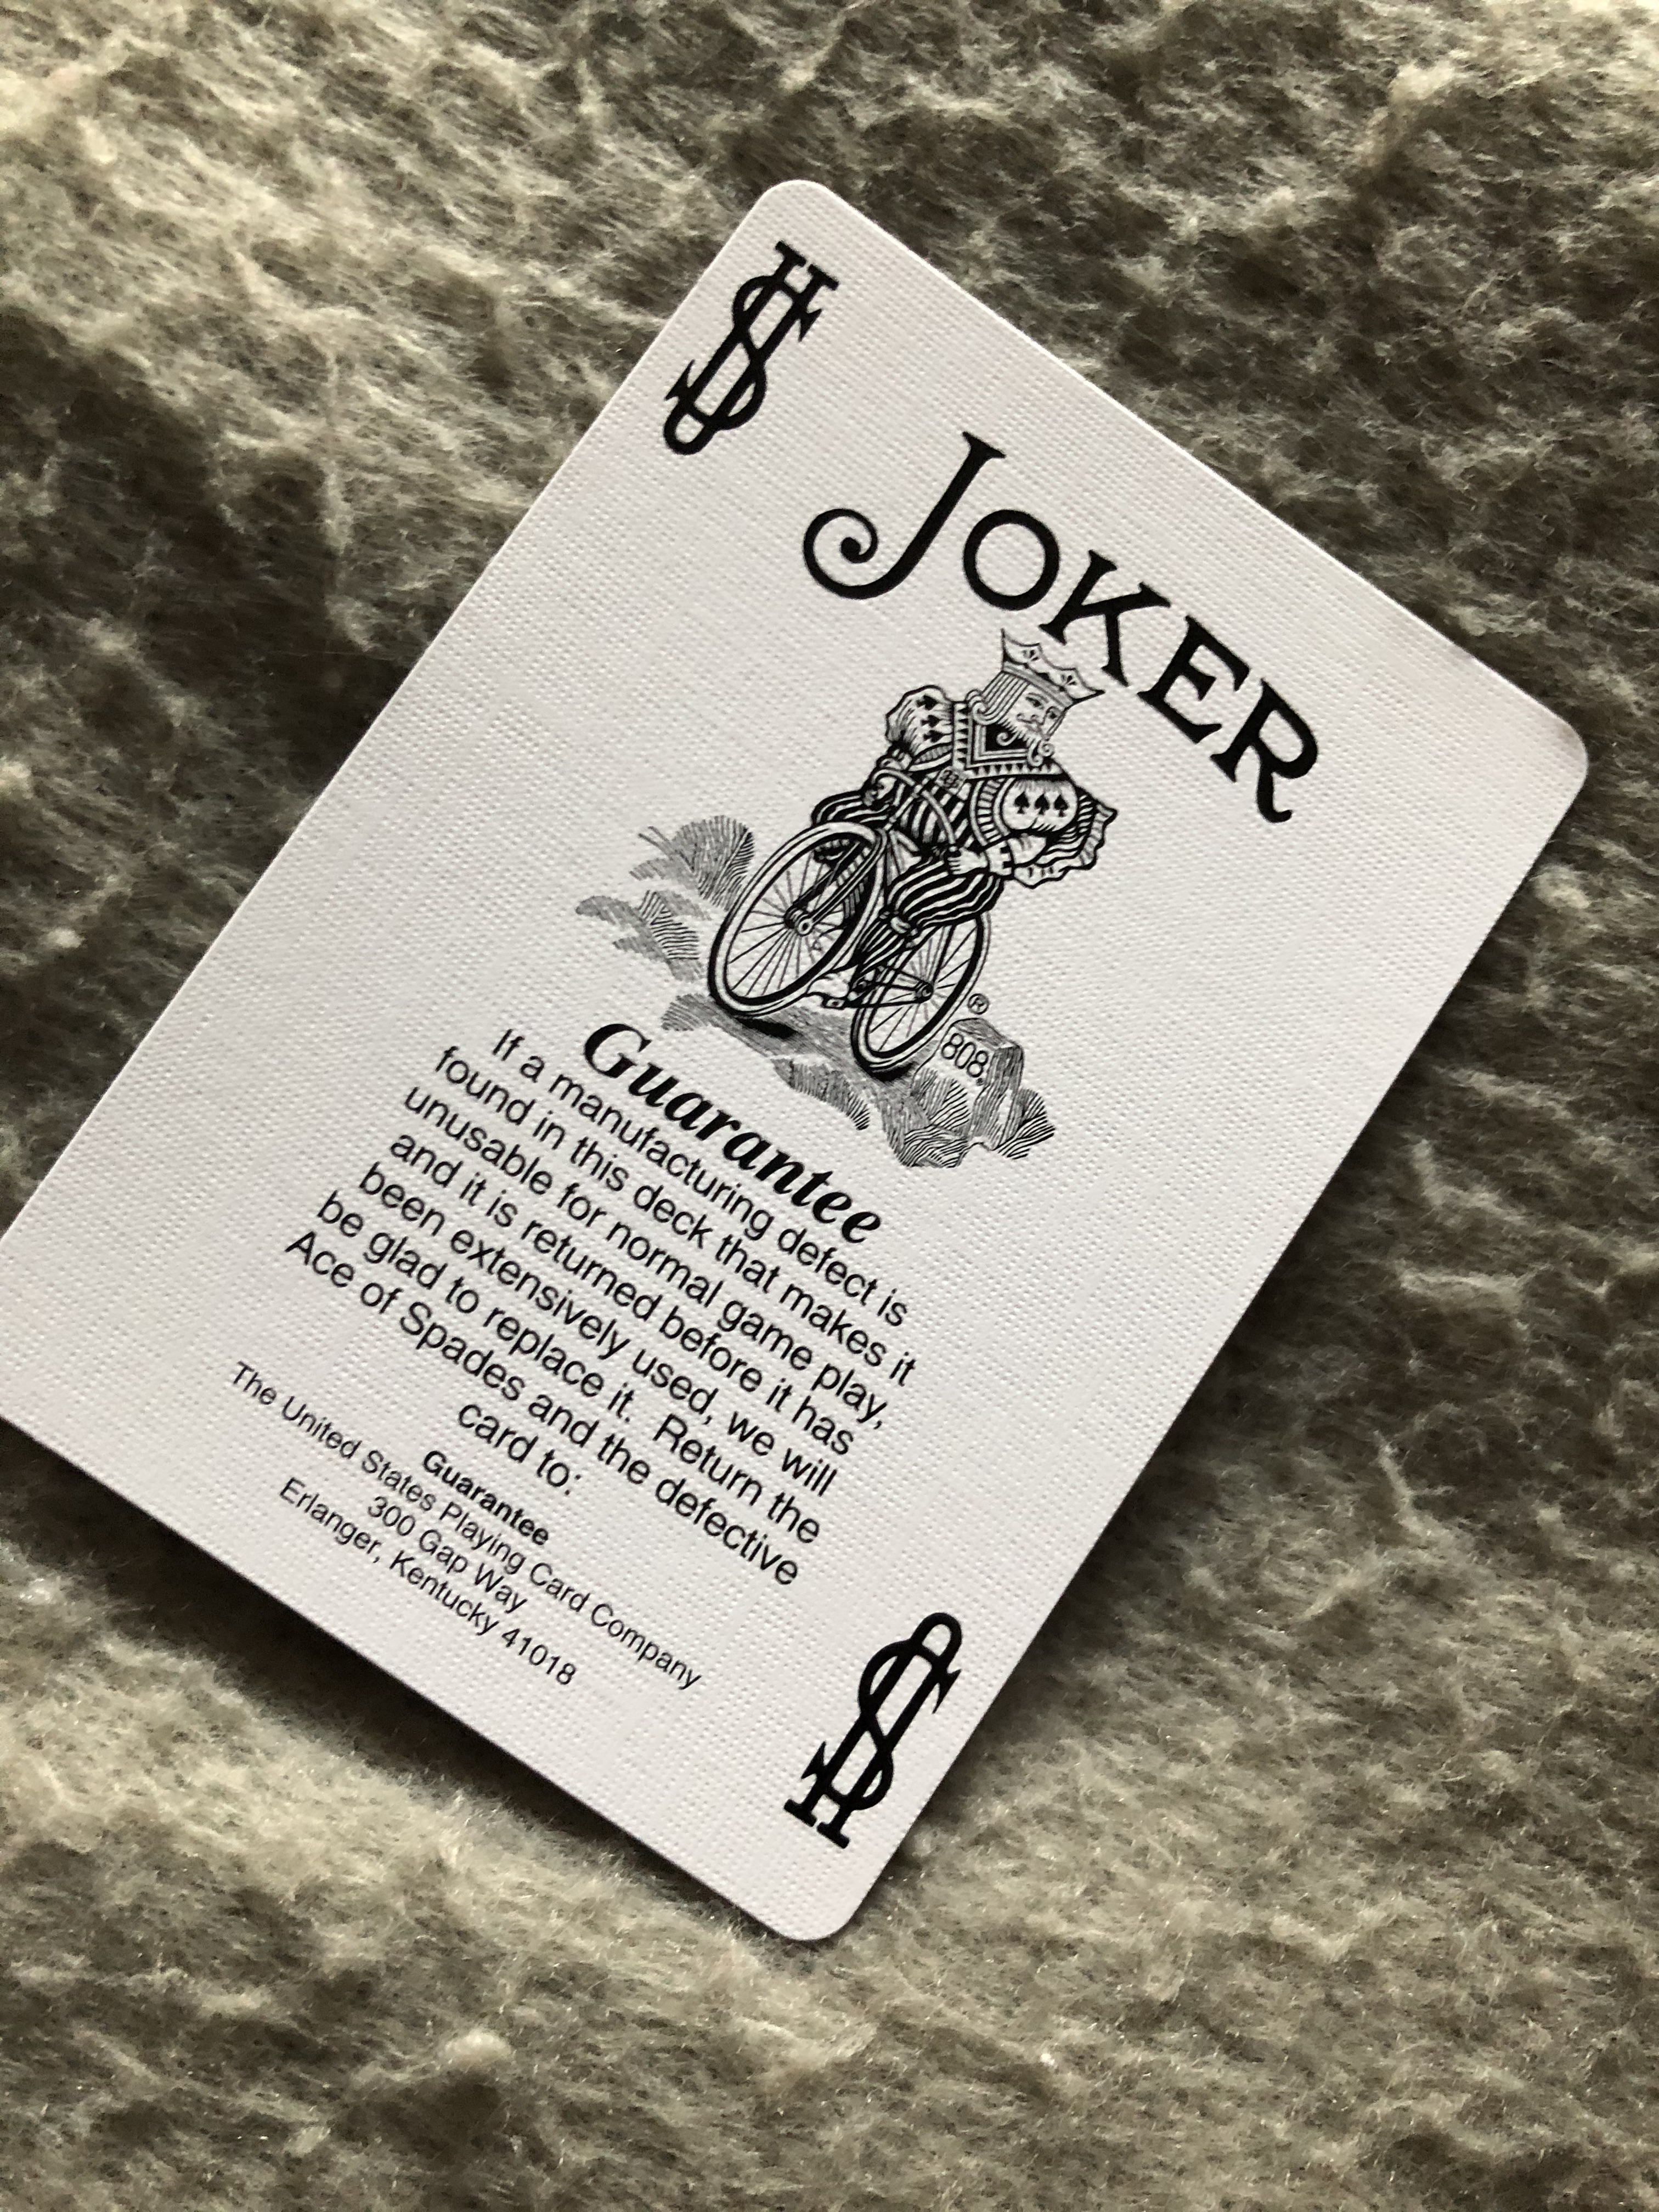 JOKER
®
808
Guarantee
If a manufacturing defect is
found in this deck that makes it
unusable for normal game play,
and it is returned before it has
been extensively used, we will
be glad to replace it. Return the
Ace of Spades and the defective
card to:
Guarantee
The United States Playing Card Company
300 Gap Way
Erlanger, Kentucky 41018